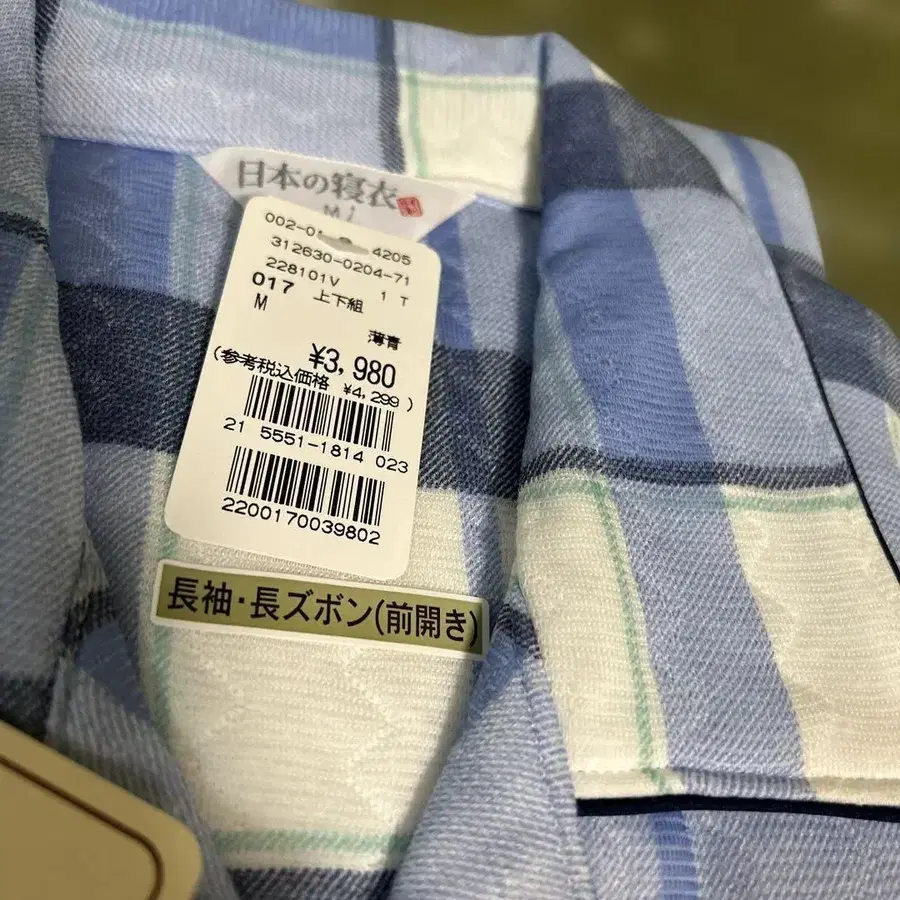 日本の寝衣
M
002-01 4205
312630-0204-71
228101V 1 T
017 上下組
M
薄青
¥3,980
(参考税込価格 ¥4,299)
21 5551-1814 023
2200170039802
長袖・長ズボン(前開き)